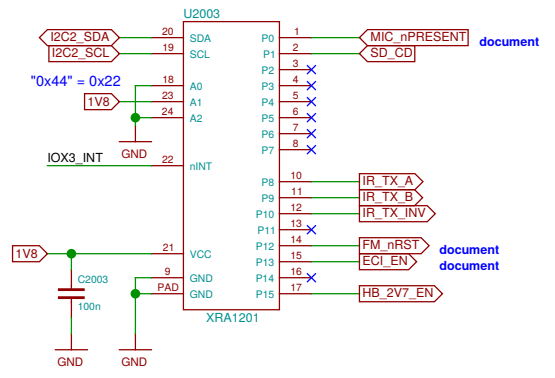 U2003
I2C2_SDA 20 SDA P0 1 MIC_nPRESENT document
I2C2_SCL 19 SCL P1 2 SD_CD
P2 3
"0x44" = 0x22 18 A0 P3 4
1V8 23 A1 P4 5
24 A2 P5 6
P6 7
GND P7 8
IOX3_INT 22 nINT
P8 10 IR_TX_A
P9 11 IR_TX_B
P10 12 IR_TX_INV
P11 13
1V8 21 VCC P12 14 FM_nRST document
P13 15 ECI_EN document
9 GND P14 16
PAD GND P15 17 HB_2V7_EN
C2003
100n
XRA1201
GND GND